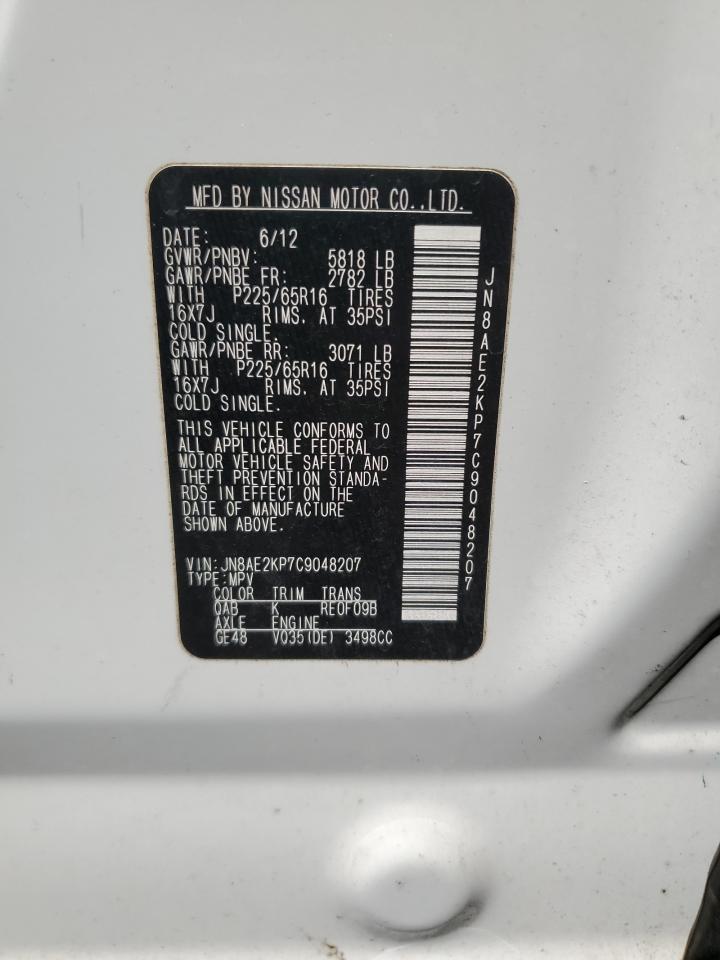 MFD BY NISSAN MOTOR CO.,LTD.
DATE: 6/12
GVWR/PNBV: 5818 LB
GAWR/PNBE FR: 2782 LB
WITH P225/65R16 TIRES
16X7J RIMS. AT 35PSI
COLD SINGLE.
GAWR/PNBE RR: 3071 LB
WITH P225/65R16 TIRES
16X7J RIMS. AT 35PSI
COLD SINGLE.
THIS VEHICLE CONFORMS TO
ALL APPLICABLE FEDERAL
MOTOR VEHICLE SAFETY AND
THEFT PREVENTION STANDA-
RDS IN EFFECT ON THE
DATE OF MANUFACTURE
SHOWN ABOVE.
VIN:JN8AE2KP7C9048207
TYPE:MPV
COLOR TRIM TRANS
QAB K RE0F09B
AXLE ENGINE
GE48 VQ35(DE) 3498CC
JN8AE2KP7C9048207